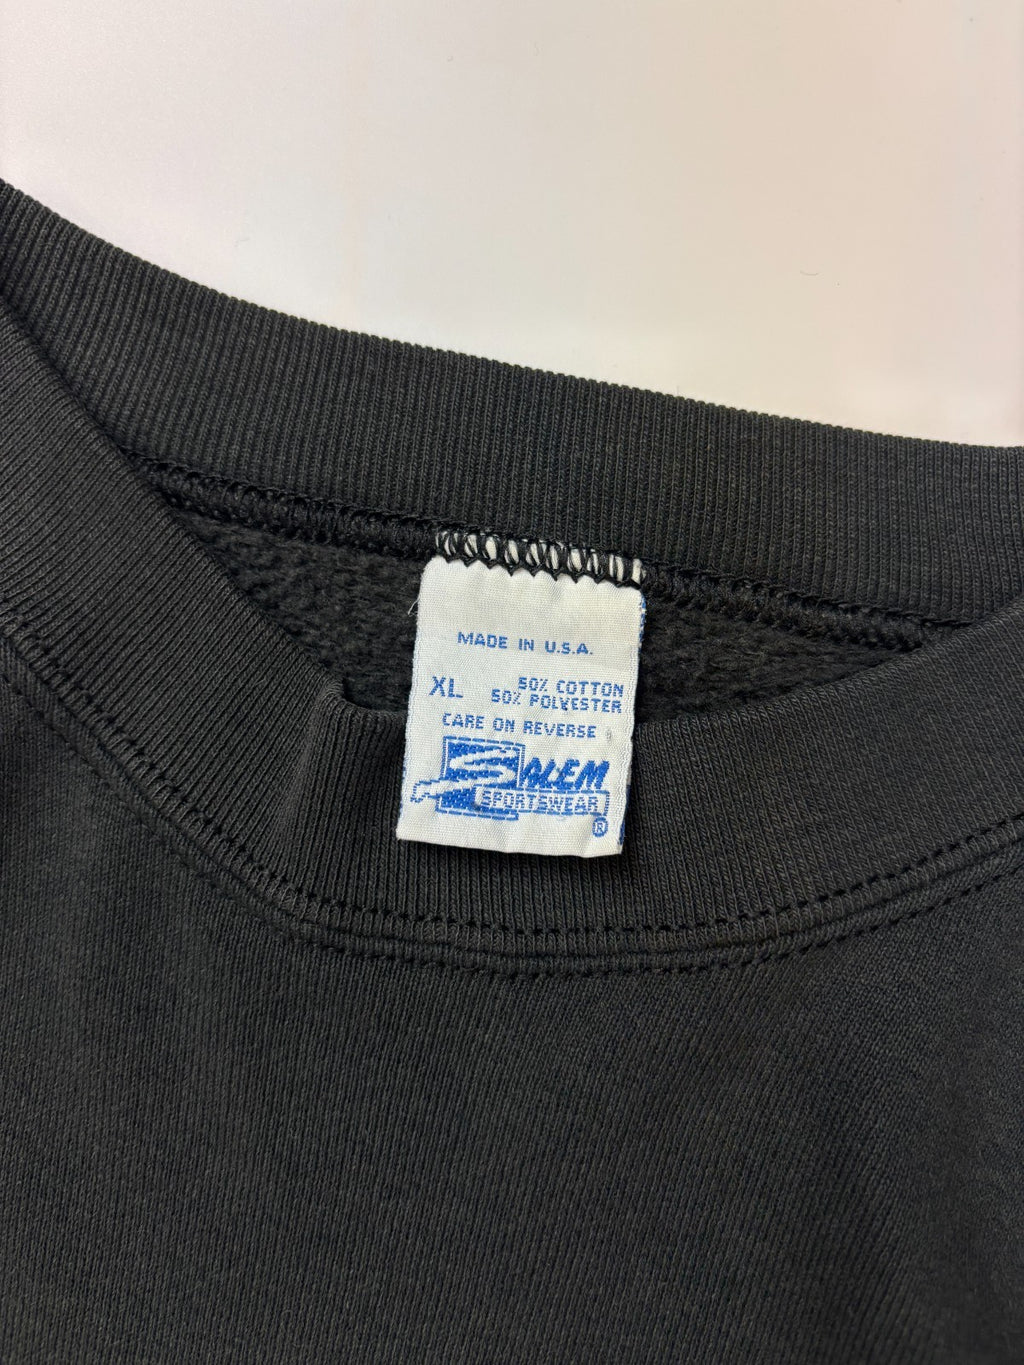 MADE IN U.S.A.
XL 50% COTTON
50% POLYESTER
CARE ON REVERSE
SALEM
SPORTSWEAR
®